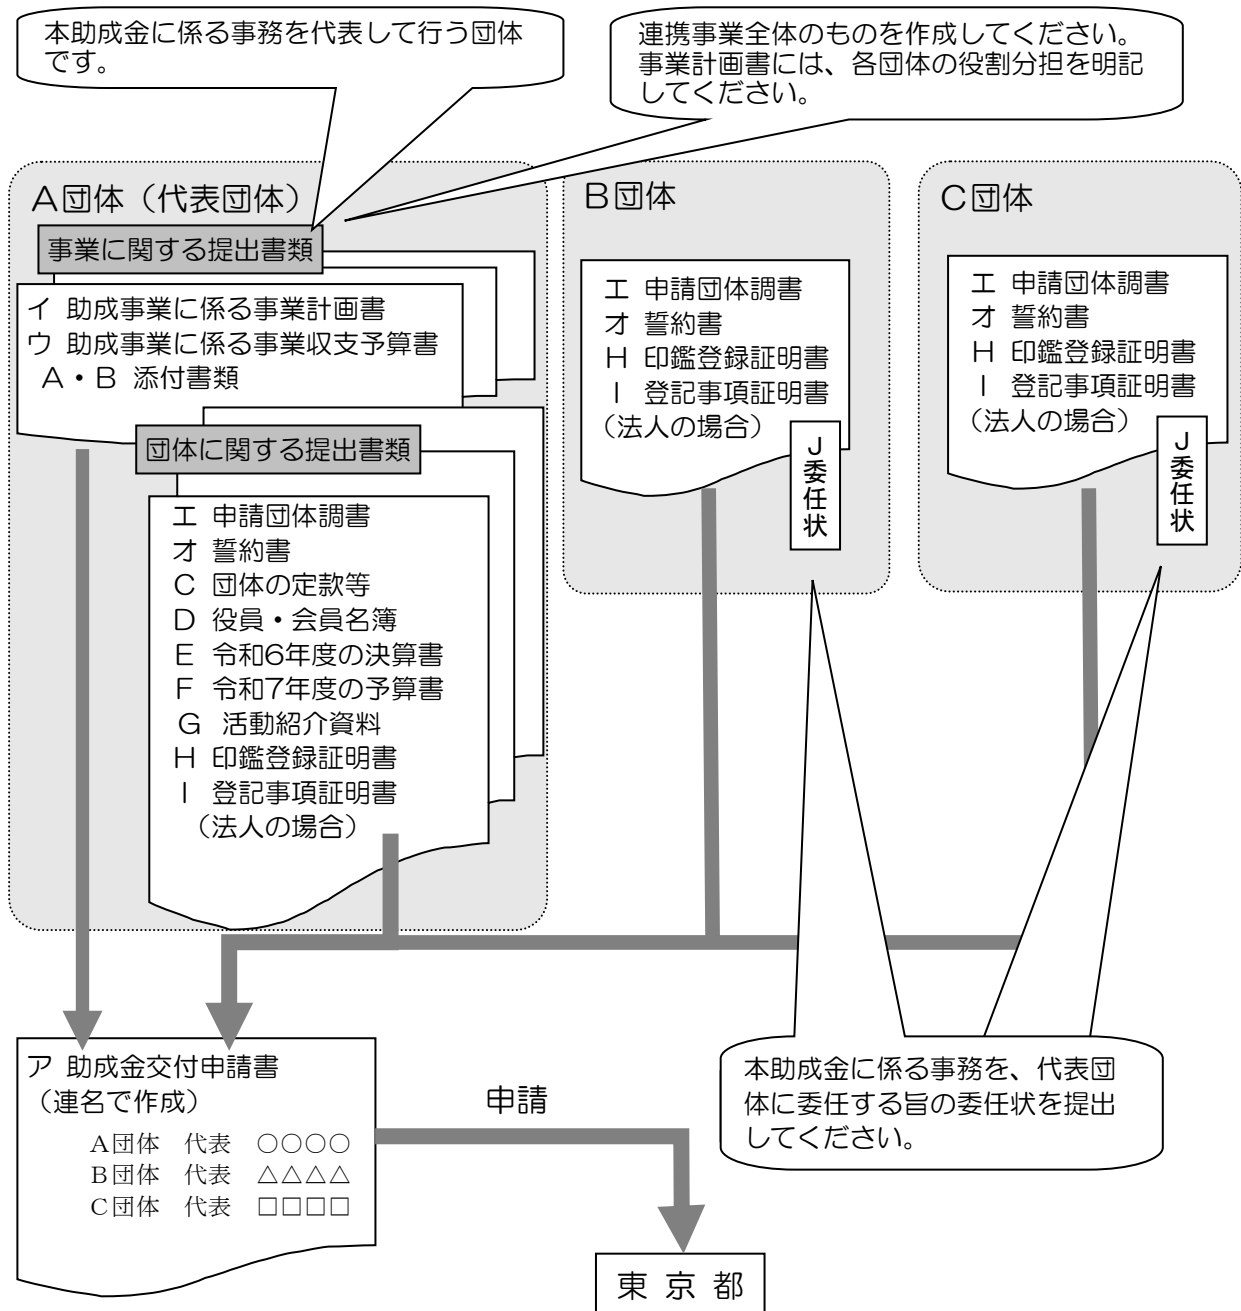 本助成金に係る事務を代表して行う団体
です。
連携事業全体のものを作成してください。
事業計画書には、各団体の役割分担を明記
してください。
A団体（代表団体）
事業に関する提出書類
イ 助成事業に係る事業計画書
ウ 助成事業に係る事業収支予算書
A・B 添付書類
団体に関する提出書類
エ 申請団体調書
オ 誓約書
C 団体の定款等
D 役員・会員名簿
E 令和6年度の決算書
F 令和7年度の予算書
G 活動紹介資料
H 印鑑登録証明書
I 登記事項証明書
（法人の場合）
B団体
エ 申請団体調書
オ 誓約書
H 印鑑登録証明書
I 登記事項証明書
（法人の場合）
J委任状
C団体
エ 申請団体調書
オ 誓約書
H 印鑑登録証明書
I 登記事項証明書
（法人の場合）
J委任状
本助成金に係る事務を、代表団
体に委任する旨の委任状を提出
してください。
ア 助成金交付申請書
（連名で作成）
A団体 代表 ○○○○
B団体 代表 △△△△
C団体 代表 □□□□
申請
東 京 都